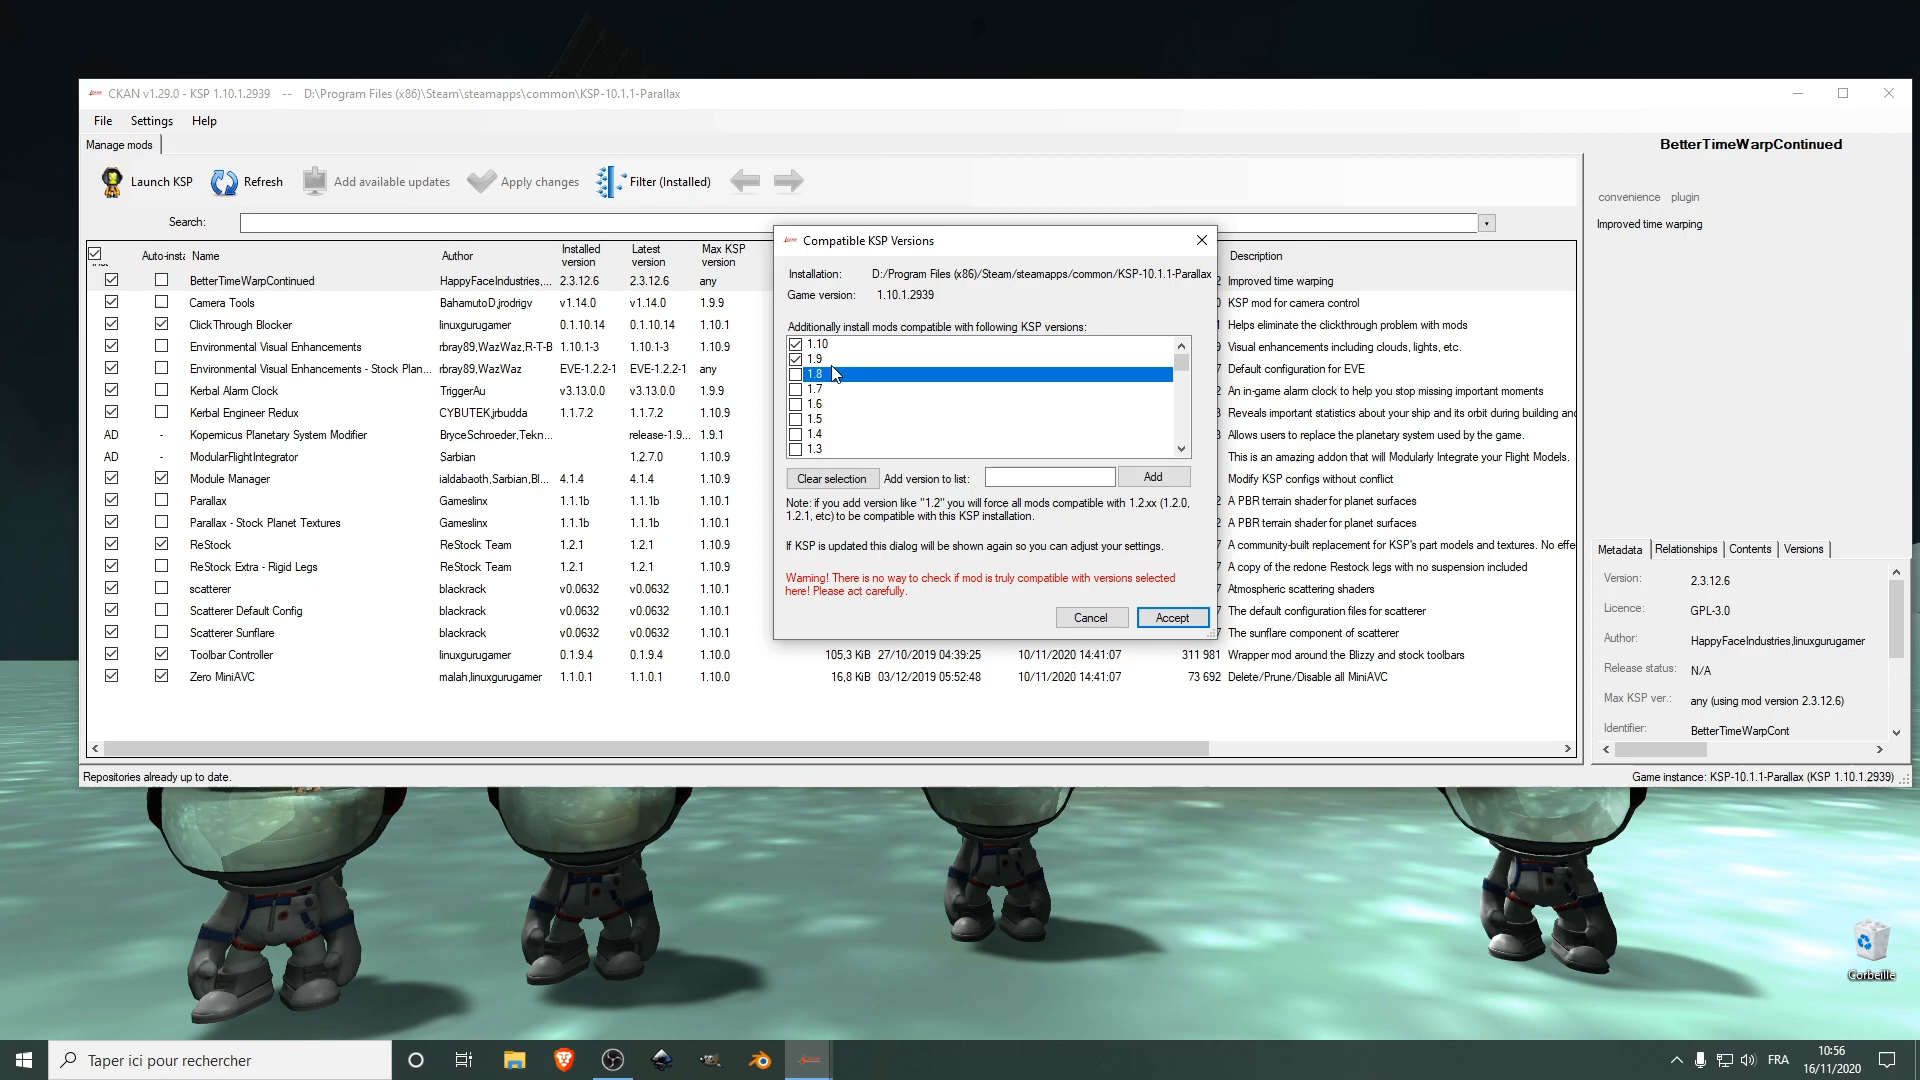 CKAN v1.29.0 - KSP 1.10.1.2939 -- D:\Program Files (x86)\Steam\steamapps\common\KSP-10.1.1-Parallax
File Settings Help
Manage mods
BetterTimeWarpContinued
Launch KSP Refresh Add available updates Apply changes Filter (Installed)
convenience plugin
Search:
Improved time warping
Compatible KSP Versions
Auto-insta Name Author Installed version Latest version Max KSP version Description
Installation: D:/Program Files (x86)/Steam/steamapps/common/KSP-10.1.1-Parallax
Game version: 1.10.1.2939
Additionally install mods compatible with following KSP versions:
1.10
1.9
1.8
1.7
1.6
1.5
1.4
1.3
Clear selection Add version to list: Add
Note: if you add version like "1.2" you will force all mods compatible with 1.2.xx (1.2.0,
1.2.1, etc) to be compatible with this KSP installation.
If KSP is updated this dialog will be shown again so you can adjust your settings.
Warning! There is no way to check if mod is truly compatible with versions selected
here! Please act carefully.
Cancel Accept
BetterTimeWarpContinued HappyFaceIndustries,... 2.3.12.6 2.3.12.6 any Improved time warping
Camera Tools BahamutoD,jrodrigv v1.14.0 v1.14.0 1.9.9 KSP mod for camera control
Click Through Blocker linuxgurugamer 0.1.10.14 0.1.10.14 1.10.1 Helps eliminate the clickthrough problem with mods
Environmental Visual Enhancements rbray89,WazWaz,R-T-B 1.10.1-3 1.10.1-3 1.10.9 Visual enhancements including clouds, lights, etc.
Environmental Visual Enhancements - Stock Plan... rbray89,WazWaz EVE-1.2.2-1 EVE-1.2.2-1 any Default configuration for EVE
Kerbal Alarm Clock TriggerAu v3.13.0.0 v3.13.0.0 1.9.9 An in-game alarm clock to help you stop missing important moments
Kerbal Engineer Redux CYBUTEK,jrbudda 1.1.7.2 1.1.7.2 1.10.9 Reveals important statistics about your ship and its orbit during building and
AD - Kopernicus Planetary System Modifier BryceSchroeder,Tekn... release-1.9... 1.9.1 Allows users to replace the planetary system used by the game.
AD - ModularFlightIntegrator Sarbian 1.2.7.0 1.10.9 This is an amazing addon that will Modularly Integrate your Flight Models.
Module Manager ialdabaoth,Sarbian,Bl... 4.1.4 4.1.4 1.10.9 Modify KSP configs without conflict
Parallax Gameslinx 1.1.1b 1.1.1b 1.10.1 A PBR terrain shader for planet surfaces
Parallax - Stock Planet Textures Gameslinx 1.1.1b 1.1.1b 1.10.1 A PBR terrain shader for planet surfaces
ReStock ReStock Team 1.2.1 1.2.1 1.10.9 A community-built replacement for KSP's part models and textures. No effe
ReStock Extra - Rigid Legs ReStock Team 1.2.1 1.2.1 1.10.9 A copy of the redone Restock legs with no suspension included
scatterer blackrack v0.0632 v0.0632 1.10.1 Atmospheric scattering shaders
Scatterer Default Config blackrack v0.0632 v0.0632 1.10.1 The default configuration files for scatterer
Scatterer Sunflare blackrack v0.0632 v0.0632 1.10.1 The sunflare component of scatterer
Toolbar Controller linuxgurugamer 0.1.9.4 0.1.9.4 1.10.0 105,3 KiB 27/10/2019 04:39:25 10/11/2020 14:41:07 311 981 Wrapper mod around the Blizzy and stock toolbars
Zero MiniAVC malah,linuxgurugamer 1.1.0.1 1.1.0.1 1.10.0 16,8 KiB 03/12/2019 05:52:48 10/11/2020 14:41:07 73 692 Delete/Prune/Disable all MiniAVC
Metadata Relationships Contents Versions
Version: 2.3.12.6
Licence: GPL-3.0
Author: HappyFaceIndustries,linuxgurugamer
Release status: N/A
Max KSP ver.: any (using mod version 2.3.12.6)
Identifier: BetterTimeWarpCont
Repositories already up to date.
Game instance: KSP-10.1.1-Parallax (KSP 1.10.1.2939)
Corbeille
Taper ici pour rechercher
FRA
10:56
16/11/2020